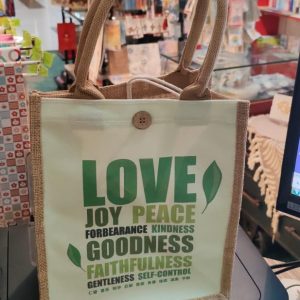 LOVE
JOY PEACE
FORBEARANCE KINDNESS
GOODNESS
FAITHFULNESS
GENTLENESS SELF-CONTROL